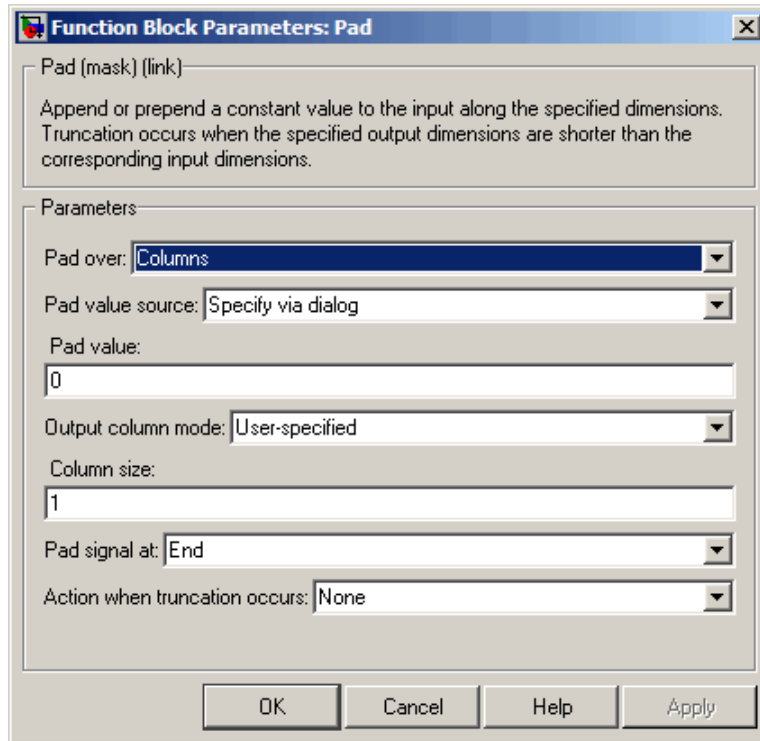 Function Block Parameters: Pad
Pad (mask) (link)
Append or prepend a constant value to the input along the specified dimensions.
Truncation occurs when the specified output dimensions are shorter than the
corresponding input dimensions.
Parameters
Pad over: Columns
Pad value source: Specify via dialog
Pad value:
0
Output column mode: User-specified
Column size:
1
Pad signal at: End
Action when truncation occurs: None
OK Cancel Help Apply